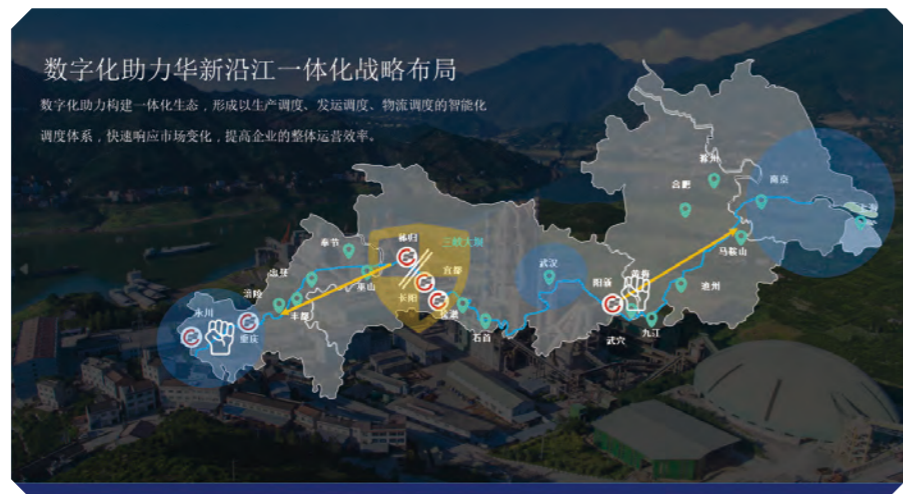 数字化助力华新沿江一体化战略布局
数字化助力构建一体化生态，形成以生产调度、发运调度、物流调度的智能化
调度体系，快速响应市场变化，提高企业的整体运营效率。
滁州
南京
合肥
上海
马鞍山
奉节
秭归
三峡大坝
宜都
武汉
阳新
黄梅
池州
巫山
长阳
涪陵
丰都
永川
重庆
石首
武穴
九江